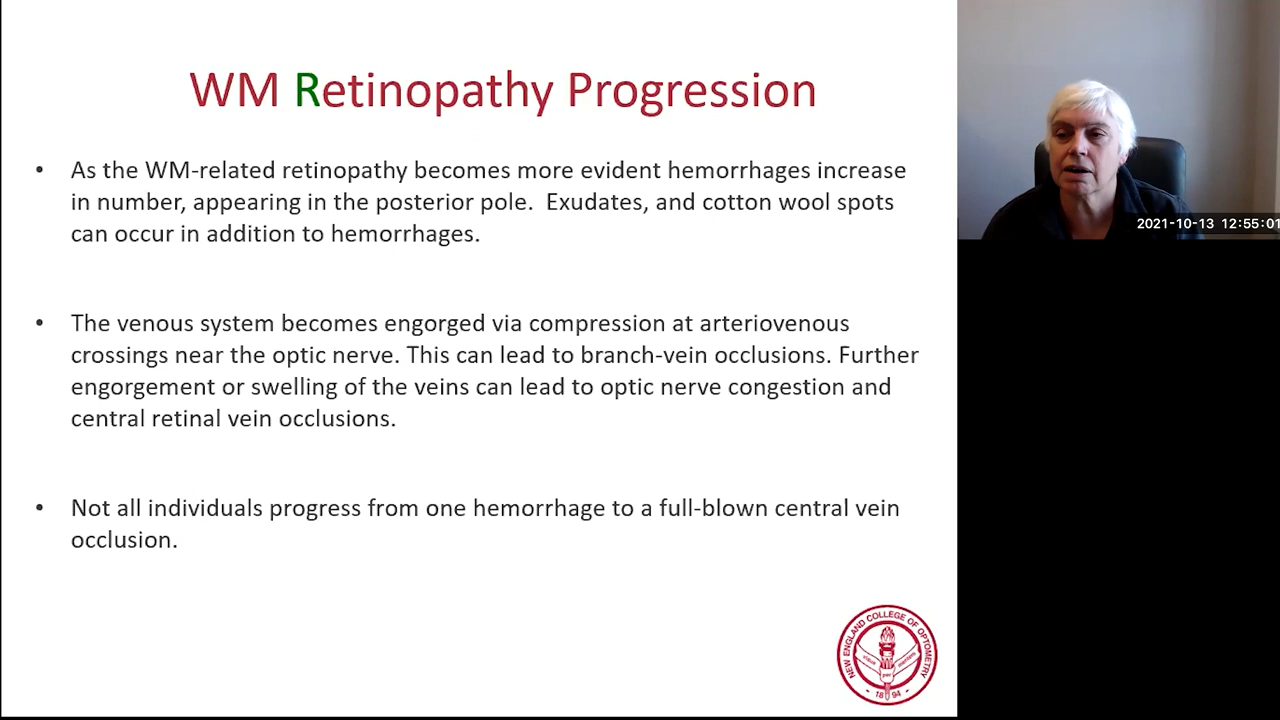 WM Retinopathy Progression
• As the WM-related retinopathy becomes more evident hemorrhages increase
in number, appearing in the posterior pole.  Exudates, and cotton wool spots
can occur in addition to hemorrhages.
• The venous system becomes engorged via compression at arteriovenous
crossings near the optic nerve. This can lead to branch-vein occlusions. Further
engorgement or swelling of the veins can lead to optic nerve congestion and
central retinal vein occlusions.
• Not all individuals progress from one hemorrhage to a full-blown central vein
occlusion.
2021-10-13 12:55:01
NEW ENGLAND COLLEGE OF OPTOMETRY
18 94